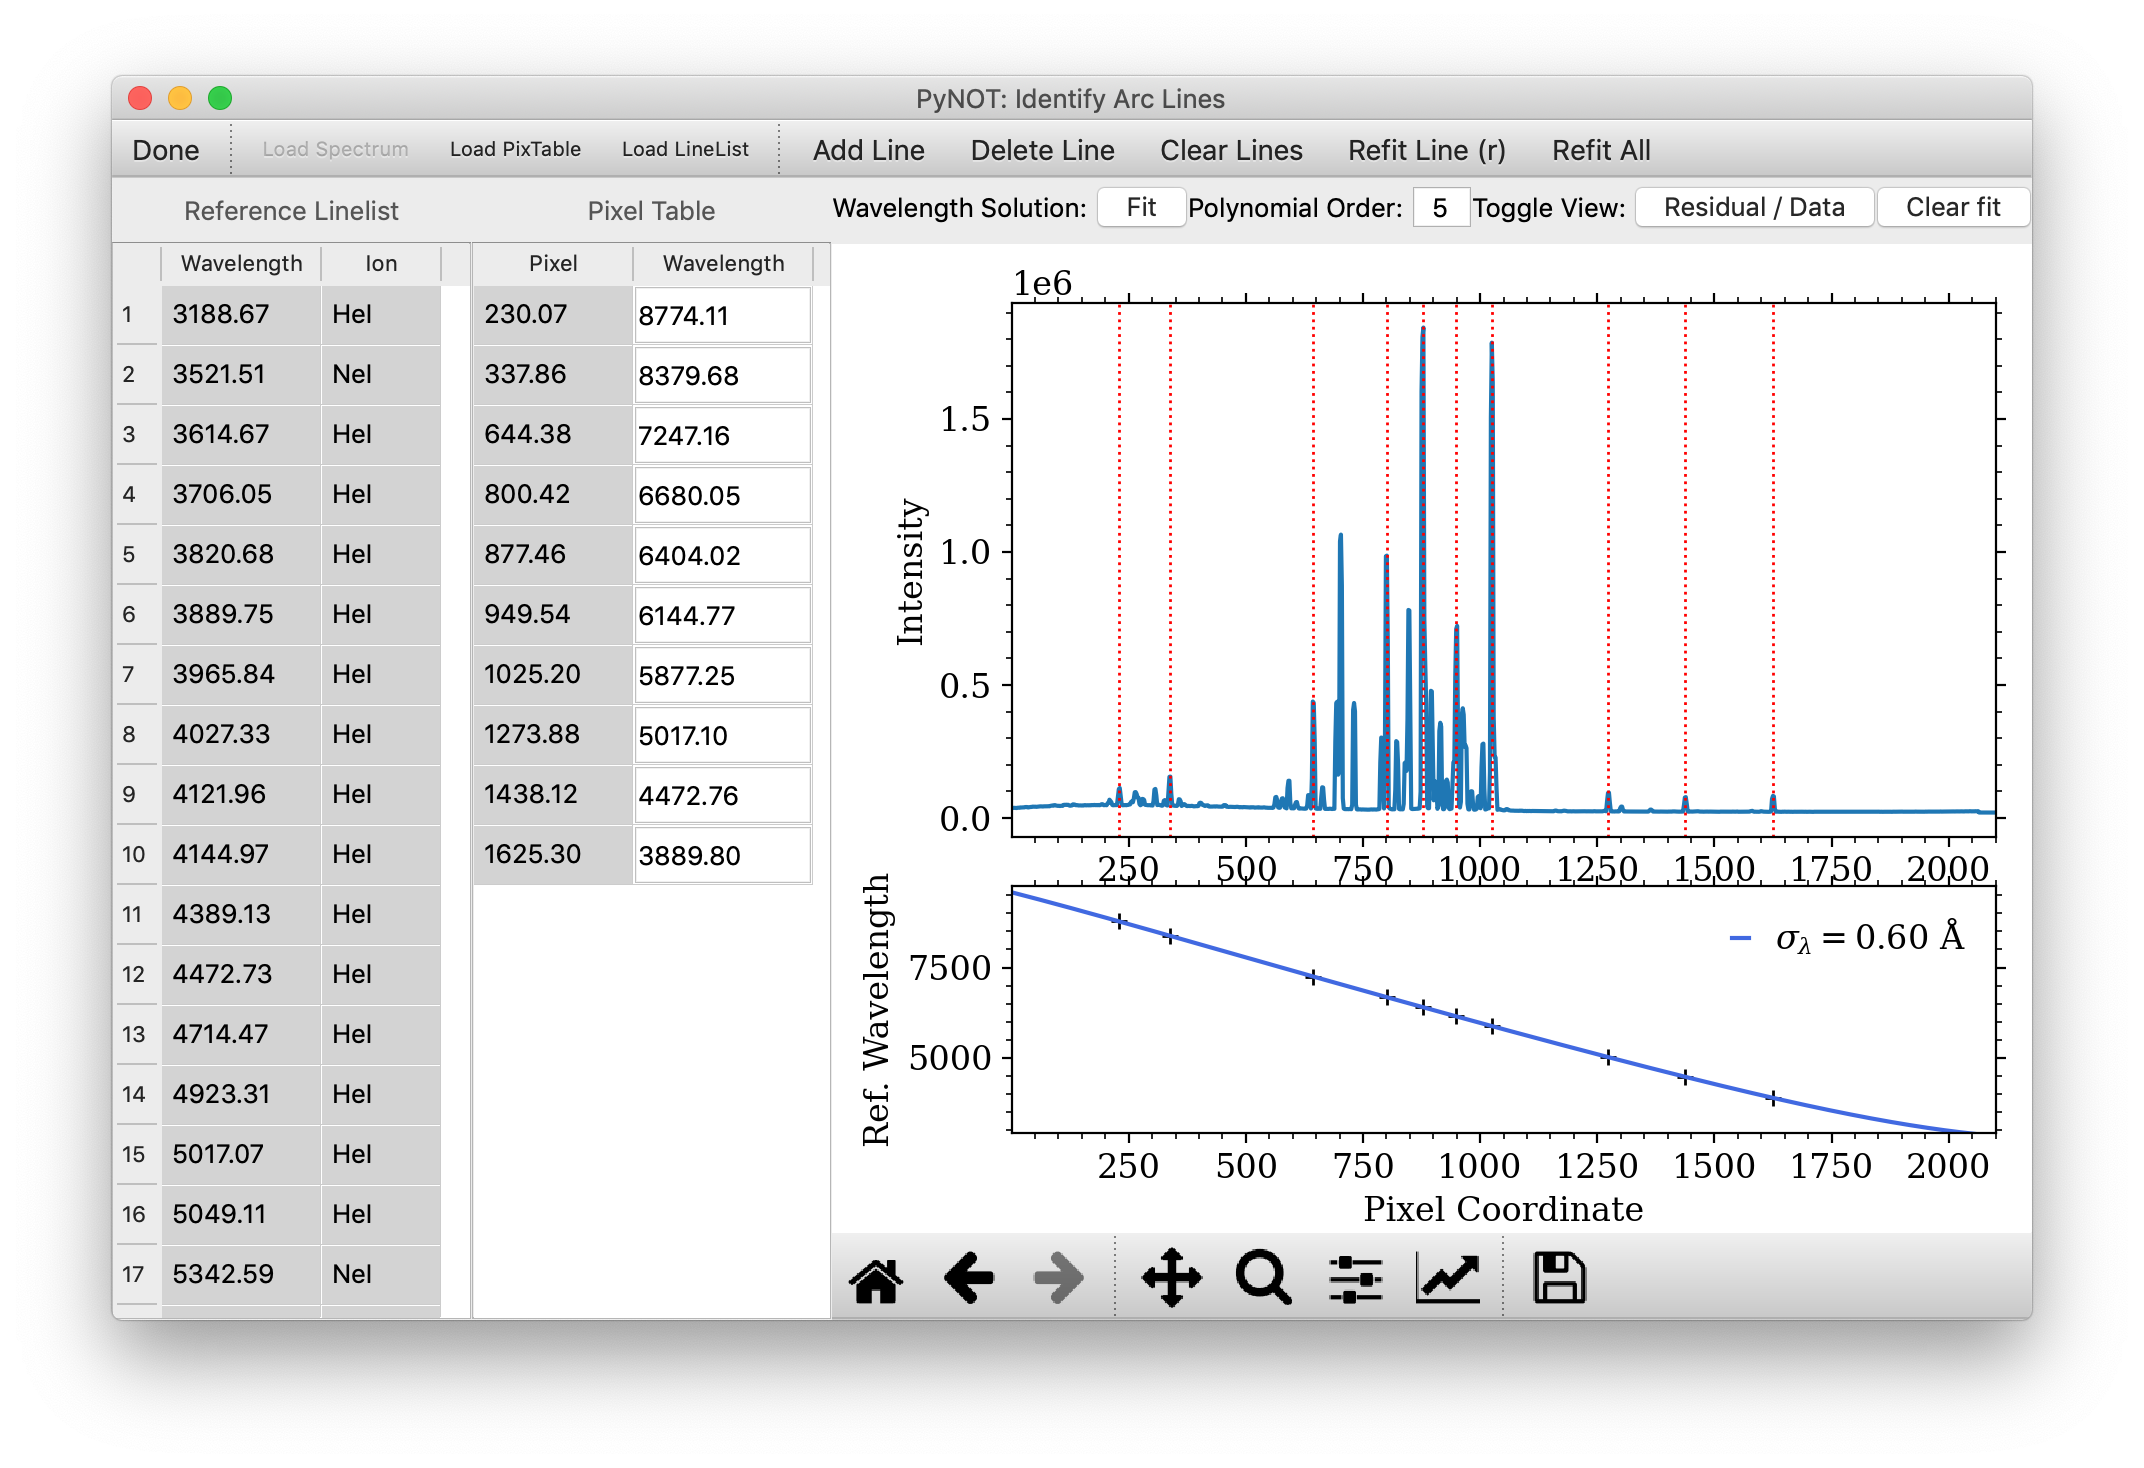 PyNOT: Identify Arc Lines
Done Load Spectrum Load PixTable Load LineList Add Line Delete Line Clear Lines Refit Line (r) Refit All
Reference Linelist Pixel Table Wavelength Solution: Fit Polynomial Order: 5 Toggle View: Residual / Data Clear fit
Wavelength Ion Pixel Wavelength
1 3188.67 HeI 230.07 8774.11
2 3521.51 NeI 337.86 8379.68
3 3614.67 HeI 644.38 7247.16
4 3706.05 HeI 800.42 6680.05
5 3820.68 HeI 877.46 6404.02
6 3889.75 HeI 949.54 6144.77
7 3965.84 HeI 1025.20 5877.25
8 4027.33 HeI 1273.88 5017.10
9 4121.96 HeI 1438.12 4472.76
10 4144.97 HeI 1625.30 3889.80
11 4389.13 HeI
12 4472.73 HeI
13 4714.47 HeI
14 4923.31 HeI
15 5017.07 HeI
16 5049.11 HeI
17 5342.59 NeI
1e6
1.5
1.0
0.5
0.0
Intensity
250 500 750 1000 1250 1500 1750 2000
σλ = 0.60 Å
7500
5000
Ref. Wavelength
250 500 750 1000 1250 1500 1750 2000
Pixel Coordinate